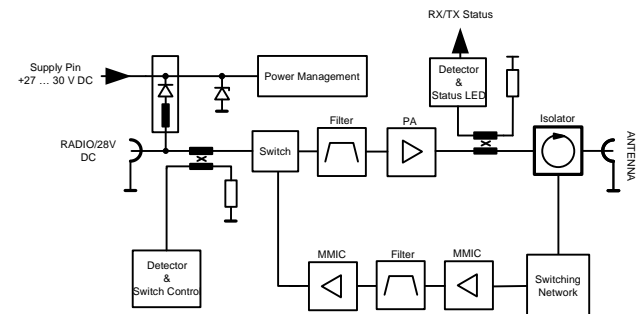 RX/TX Status
Supply Pin
+27 ... 30 V DC
Power Management
Detector
&
Status LED
RADIO/28V
DC
Switch
Filter
PA
Isolator
ANTENNA
Detector
&
Switch Control
MMIC
Filter
MMIC
Switching
Network